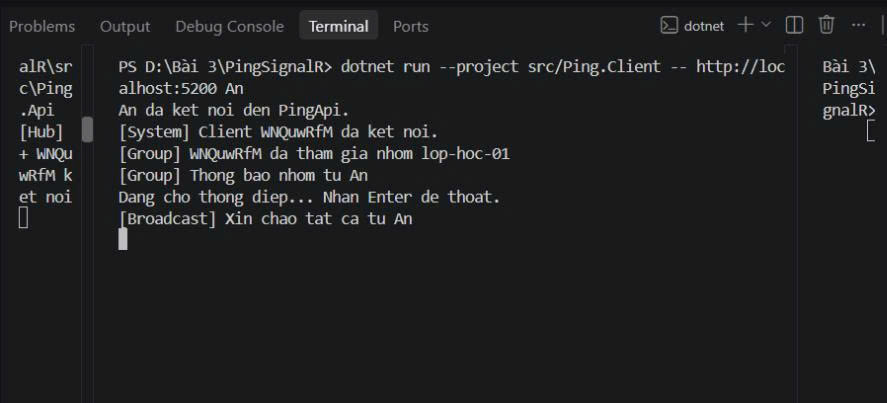 Problems Output Debug Console Terminal Ports dotnet
alR\sr
c\Ping
.Api
[Hub]
+ WNQu
wRfM k
et noi
PS D:\Bài 3\PingSignalR> dotnet run --project src/Ping.Client -- http://loc
alhost:5200 An
An da ket noi den PingApi.
[System] Client WNQuwRfM da ket noi.
[Group] WNQuwRfM da tham gia nhom lop-hoc-01
[Group] Thong bao nhom tu An
Dang cho thong diep... Nhan Enter de thoat.
[Broadcast] Xin chao tat ca tu An
Bài 3\
PingSi
gnalR>